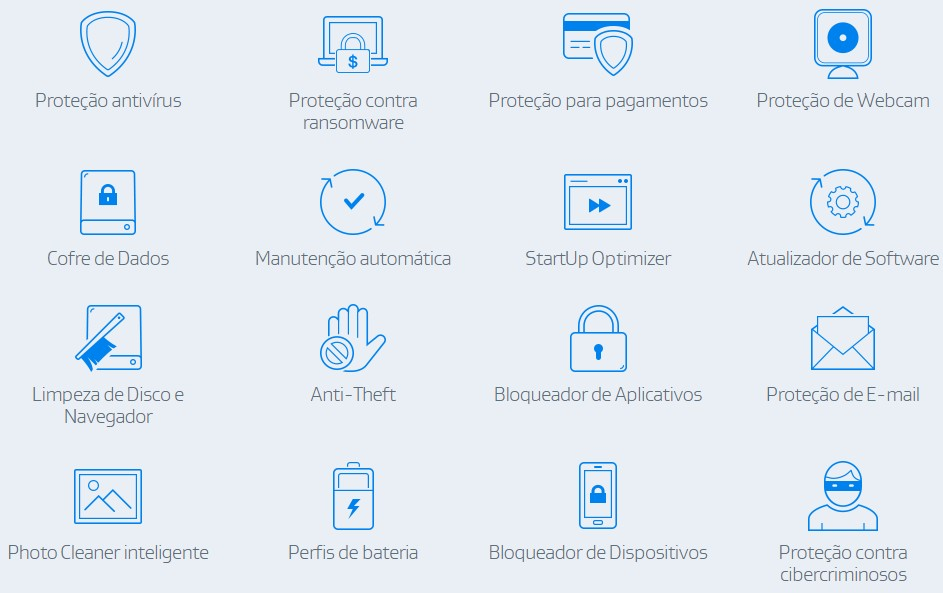 $
Proteção antivírus
Proteção contra
ransomware
Proteção para pagamentos
Proteção de Webcam
Cofre de Dados
Manutenção automática
StartUp Optimizer
Atualizador de Software
Limpeza de Disco e
Navegador
Anti-Theft
Bloqueador de Aplicativos
Proteção de E-mail
Photo Cleaner inteligente
Perfis de bateria
Bloqueador de Dispositivos
Proteção contra
cibercriminosos